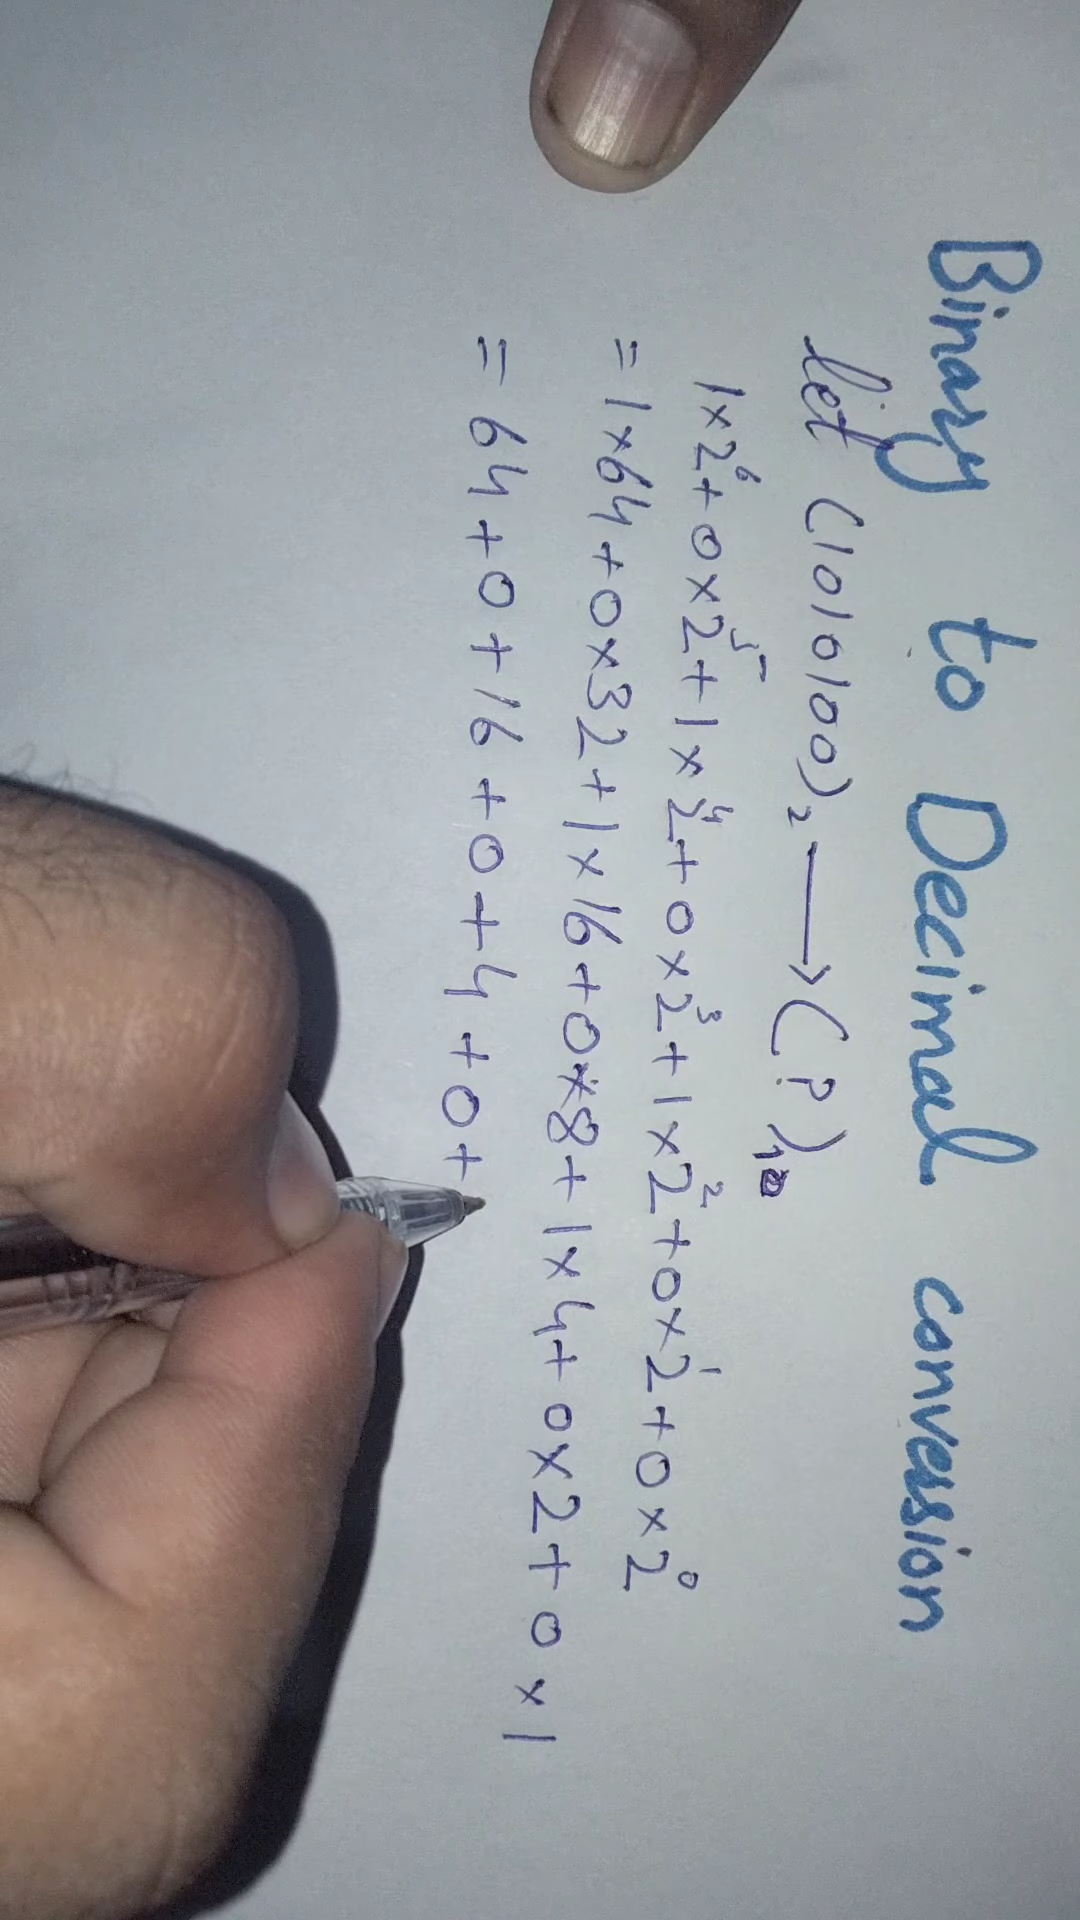 Binary to Decimal conversion
let (1010100)₂ ⟶ (?)₁₀
1×2⁶+0×2⁵+1×2⁴+0×2³+1×2²+0×2¹+0×2⁰
=1×64+0×32+1×16+0×8+1×4+0×2+0×1
=64+0+16+0+4+0+